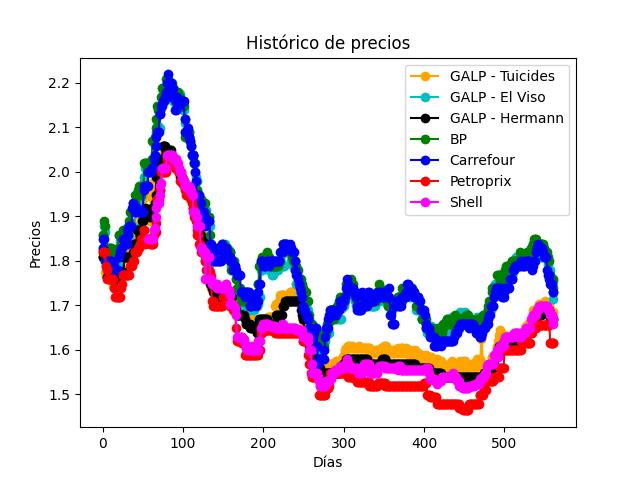 Histórico de precios
Precios
2.2
2.1
2.0
1.9
1.8
1.7
1.6
1.5
GALP - Tuicides
GALP - El Viso
GALP - Hermann
BP
Carrefour
Petroprix
Shell
0 100 200 300 400 500
Días